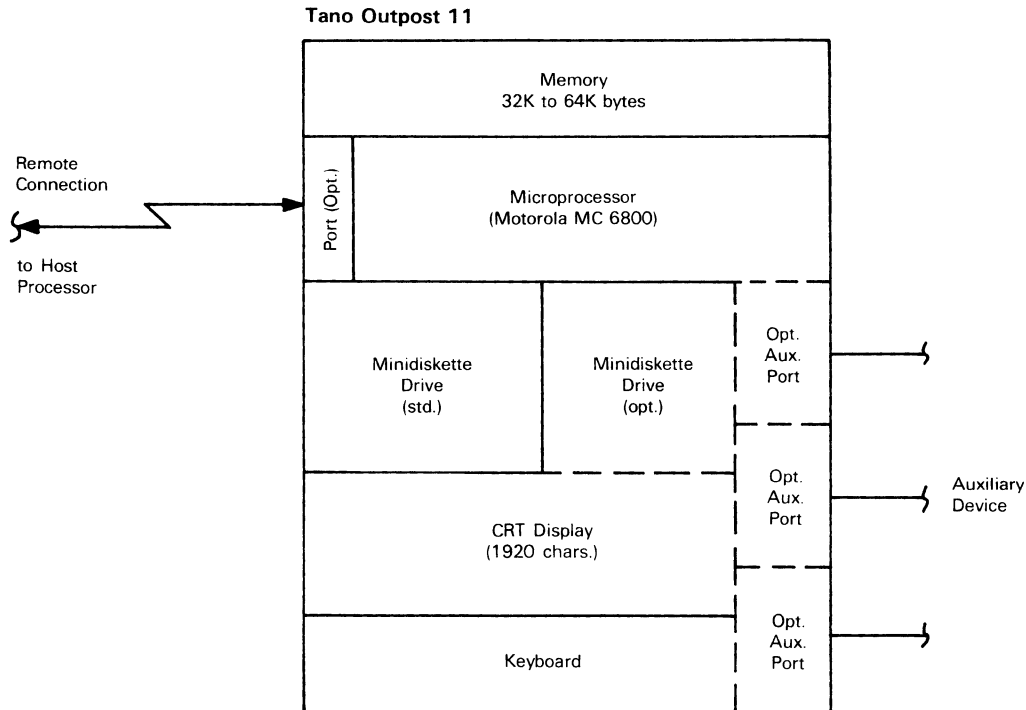 Tano Outpost 11
Memory
32K to 64K bytes
Remote
Connection
to Host
Processor
Port (Opt.)
Microprocessor
(Motorola MC 6800)
Minidiskette
Drive
(std.)
Minidiskette
Drive
(opt.)
Opt.
Aux.
Port
Opt.
Aux.
Port
Auxiliary
Device
CRT Display
(1920 chars.)
Opt.
Aux.
Port
Keyboard